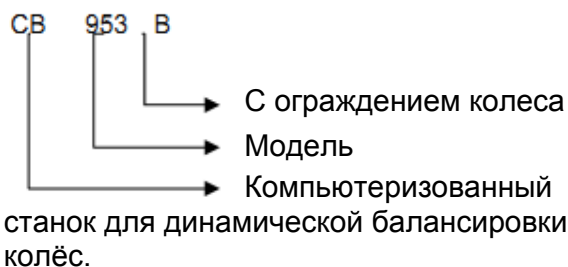 CB 953 B
С ограждением колеса
Модель
Компьютеризованный
станок для динамической балансировки
колёс.